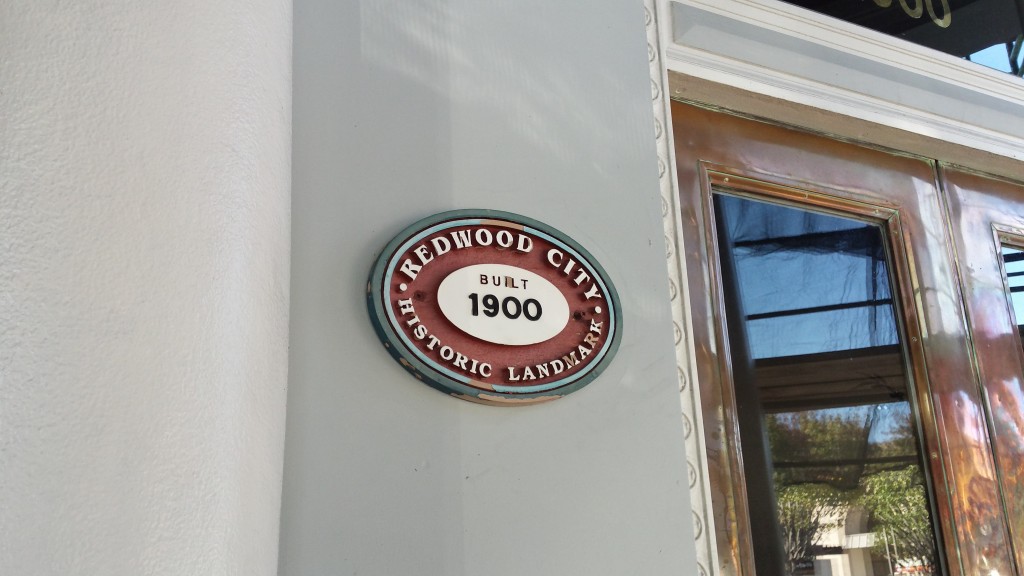 REDWOOD CITY
BUILT
1900
HISTORIC LANDMARK